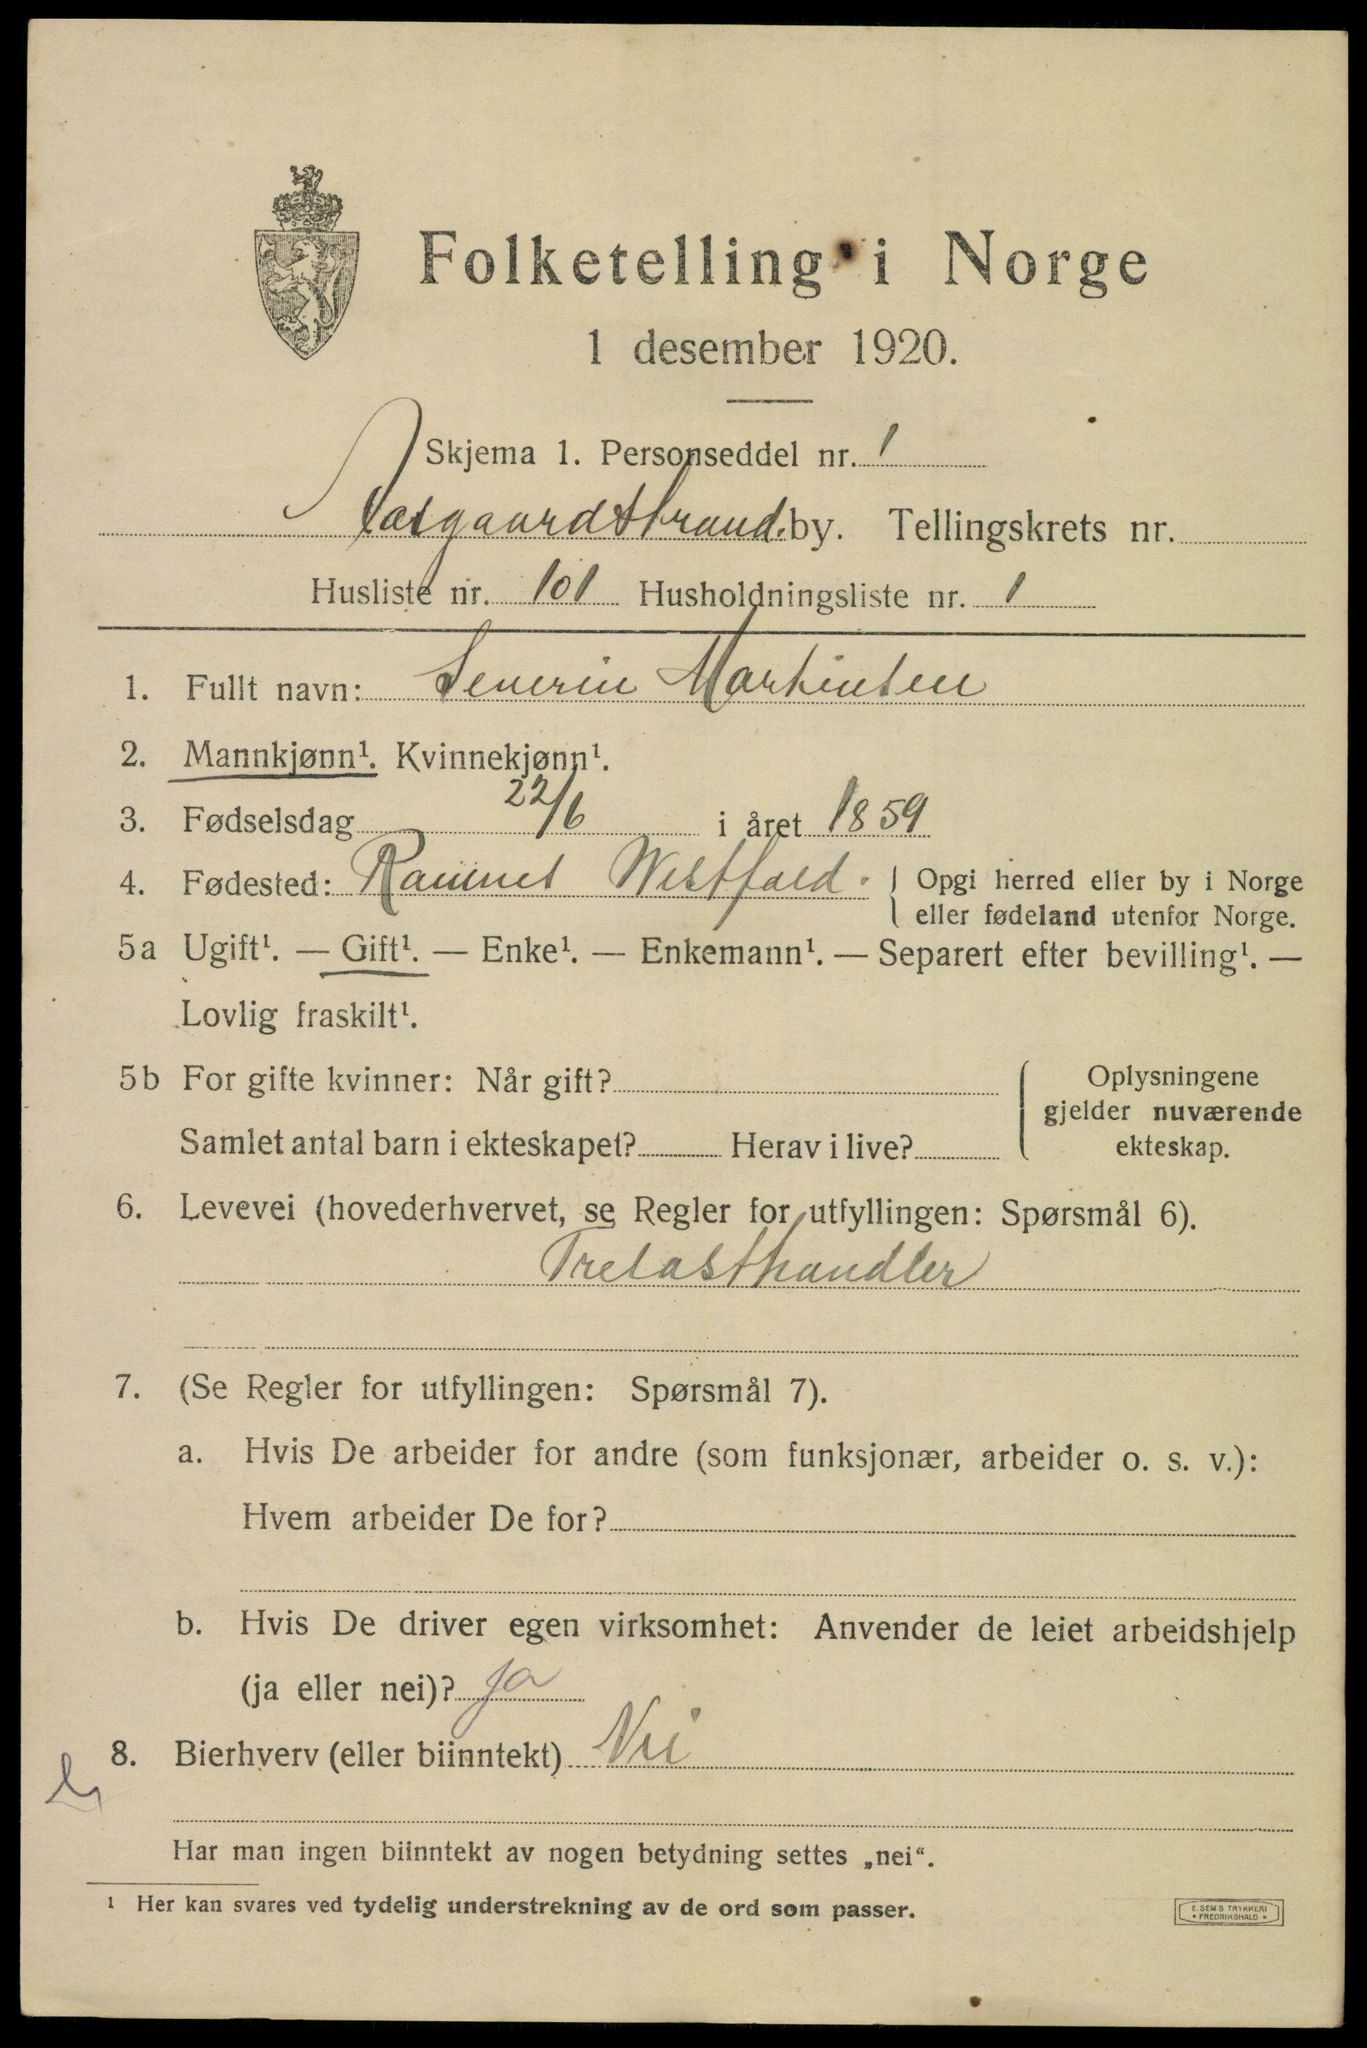 Folketelling i Norge
1 desember 1920.
Skjema 1. Personseddel nr. 1
Aasgaardstrand. by. Tellingskrets nr.
Husliste nr. 101 Husholdningsliste nr. 1
1. Fullt navn: Severin Martinsen
2. Mannkjønn¹. Kvinnekjønn¹.
3. Fødselsdag 22/6 i året 1859
4. Fødested: Ramnes Westfold. { Opgi herred eller by i Norge
eller fødeland utenfor Norge.
5a Ugift¹. — Gift¹. — Enke¹. — Enkemann¹. — Separert efter bevilling¹. —
Lovlig fraskilt¹.
5b For gifte kvinner: Når gift? { Oplysningene
gjelder nuværende
Samlet antal barn i ekteskapet? Herav i live? ekteskap.
6. Levevei (hovederhvervet, se Regler for utfyllingen: Spørsmål 6).
Trelasthandler
7. (Se Regler for utfyllingen: Spørsmål 7).
a. Hvis De arbeider for andre (som funksjonær, arbeider o. s. v.):
Hvem arbeider De for?
b. Hvis De driver egen virksomhet: Anvender de leiet arbeidshjelp
(ja eller nei)? ja
8. Bierhverv (eller biinntekt) Nei
Har man ingen biinntekt av nogen betydning settes „nei“.
¹ Her kan svares ved tydelig understrekning av de ord som passer.
E. SEM'S TRYKKERI
• FREDRIKSHALD •